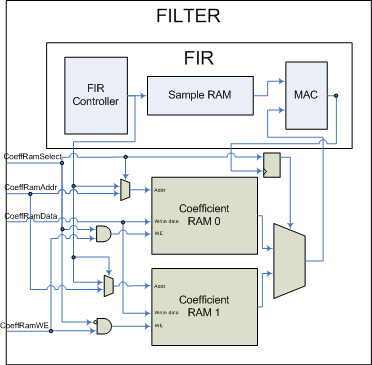 FILTER
FIR
FIR
Controller
Sample RAM
MAC
CoeffRamSelect
CoeffRamAddr
CoeffRamData
CoeffRamWE
Addr
Write data
WE
Coefficient
RAM 0
Addr
Write data
WE
Coefficient
RAM 1